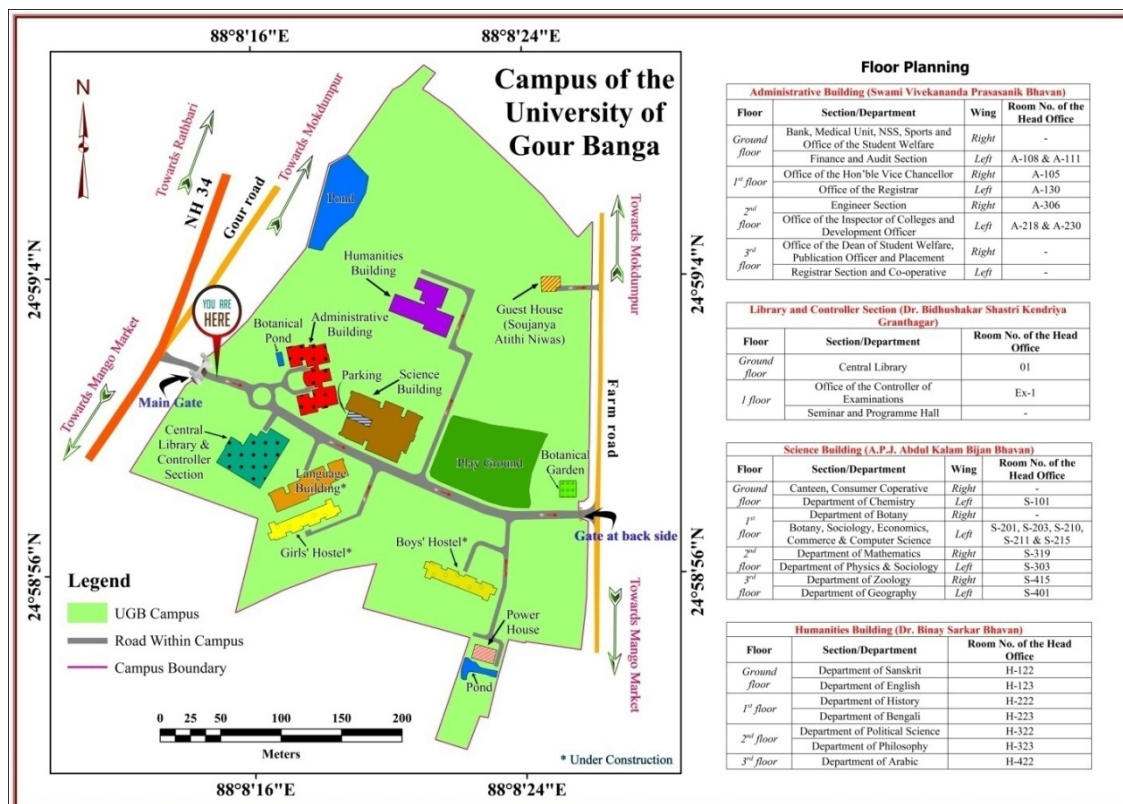 88°8'16"E
88°8'24"E
Campus of the
University of
Gour Banga
N
Towards Rathbari
Towards Mokdumpur
NH 34
Gour road
Pond
Towards Mokdumpur
24°59'4"N
24°59'4"N
Humanities
Building
Guest House
(Soujanya
Atithi Niwas)
YOU ARE
HERE
Botanical
Pond
Administrative
Building
Parking
Science
Building
Towards Mango Market
Main Gate
Farm road
Central
Library &
Controller
Section
Language
Building*
Play Ground
Botanical
Garden
Girls' Hostel*
Boys' Hostel*
Gate at back side
24°58'56"N
24°58'56"N
Power
House
Pond
Towards Mango Market
Legend
UGB Campus
Road Within Campus
Campus Boundary
0 25 50 100 150 200
Meters
* Under Construction
88°8'16"E
88°8'24"E
Floor Planning
Administrative Building (Swami Vivekananda Prasasanik Bhavan)
Floor Section/Department Wing Room No. of the
Head Office
Ground floor Bank, Medical Unit, NSS, Sports and
Office of the Student Welfare Right -
Finance and Audit Section Left A-108 & A-111
1st floor Office of the Hon'ble Vice Chancellor Right A-105
Office of the Registrar Left A-130
2nd floor Engineer Section Right A-306
Office of the Inspector of Colleges and
Development Officer Left A-218 & A-230
3rd floor Office of the Dean of Student Welfare,
Publication Officer and Placement Right -
Registrar Section and Co-operative Left -
Library and Controller Section (Dr. Bidhushakar Shastri Kendriya
Granthagar)
Floor Section/Department Room No. of the Head
Office
Ground floor Central Library 01
1 floor Office of the Controller of
Examinations Ex-1
Seminar and Programme Hall -
Science Building (A.P.J. Abdul Kalam Bijan Bhavan)
Floor Section/Department Wing Room No. of the
Head Office
Ground floor Canteen, Consumer Coperative Right -
Department of Chemistry Left S-101
1st floor Department of Botany Right -
Botany, Sociology, Economics,
Commerce & Computer Science Left S-201, S-203, S-210,
S-211 & S-215
2nd floor Department of Mathematics Right S-319
Department of Physics & Sociology Left S-303
3rd floor Department of Zoology Right S-415
Department of Geography Left S-401
Humanities Building (Dr. Binay Sarkar Bhavan)
Floor Section/Department Room No. of the Head
Office
Ground floor Department of Sanskrit H-122
Department of English H-123
1st floor Department of History H-222
Department of Bengali H-223
2nd floor Department of Political Science H-322
Department of Philosophy H-323
3rd floor Department of Arabic H-422